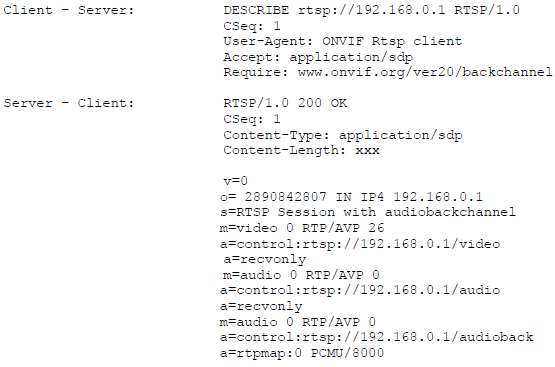 Client – Server: DESCRIBE rtsp://192.168.0.1 RTSP/1.0
CSeq: 1
User-Agent: ONVIF Rtsp client
Accept: application/sdp
Require: www.onvif.org/ver20/backchannel
Server – Client: RTSP/1.0 200 OK
CSeq: 1
Content-Type: application/sdp
Content-Length: xxx
v=0
o= 2890842807 IN IP4 192.168.0.1
s=RTSP Session with audiobackchannel
m=video 0 RTP/AVP 26
a=control:rtsp://192.168.0.1/video
a=recvonly
m=audio 0 RTP/AVP 0
a=control:rtsp://192.168.0.1/audio
a=recvonly
m=audio 0 RTP/AVP 0
a=control:rtsp://192.168.0.1/audioback
a=rtpmap:0 PCMU/8000